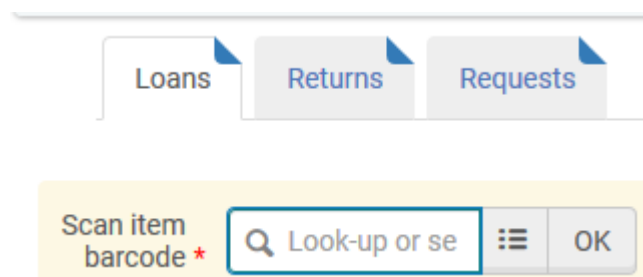 Loans Returns Requests
Scan item
barcode * Look-up or se OK